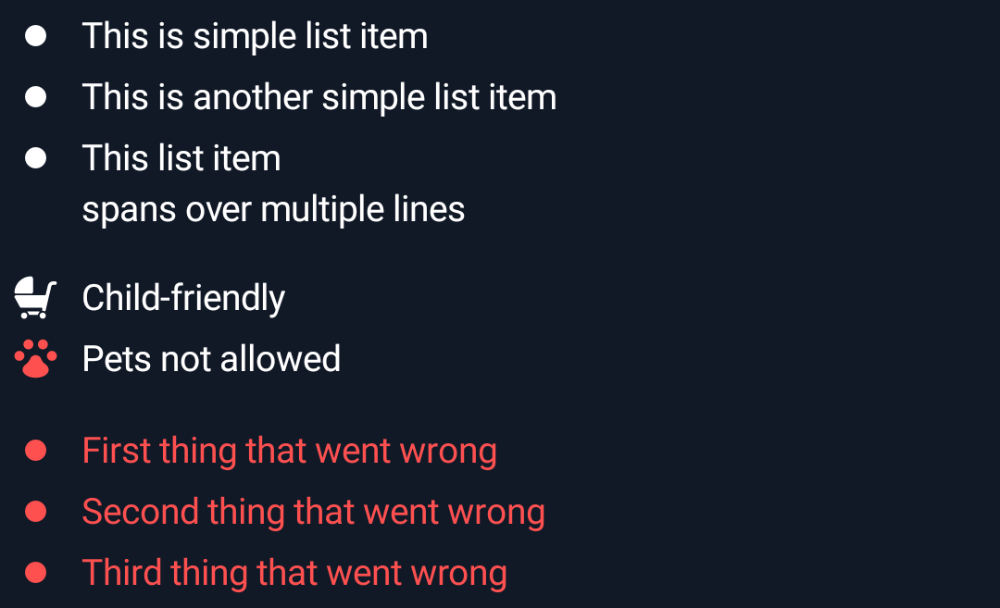 This is simple list item
This is another simple list item
This list item
spans over multiple lines
Child-friendly
Pets not allowed
First thing that went wrong
Second thing that went wrong
Third thing that went wrong